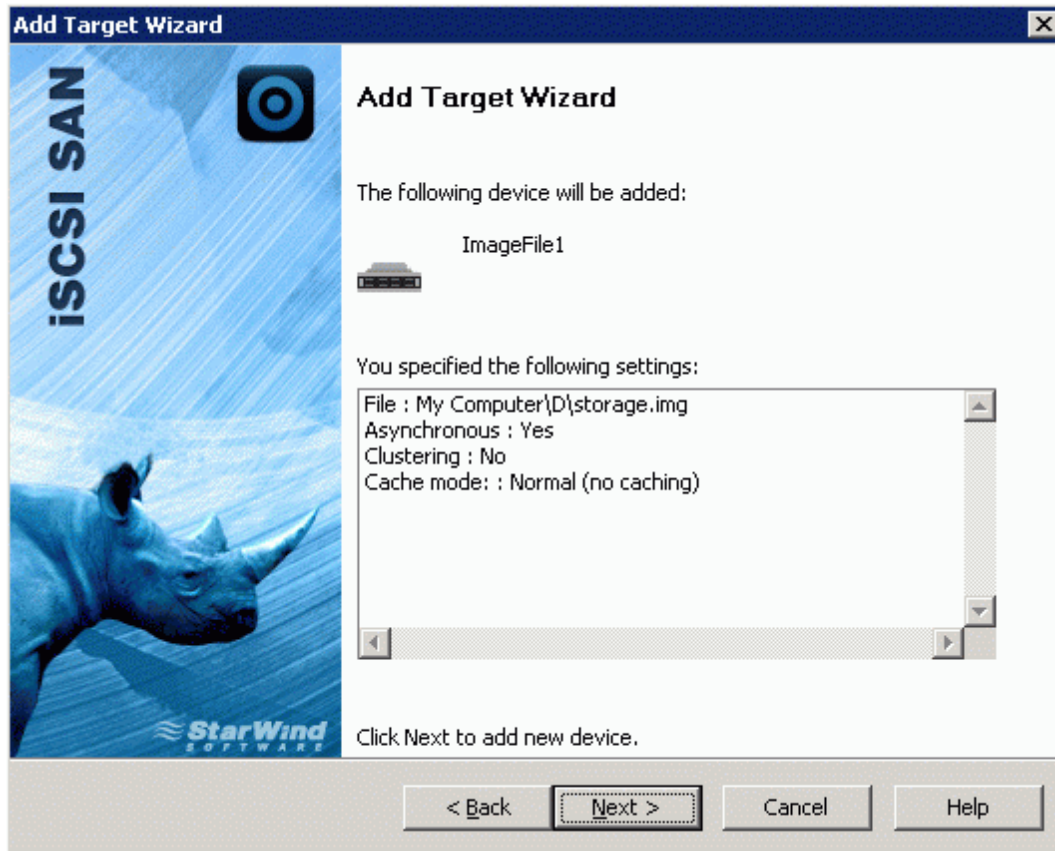 Add Target Wizard
iSCSI SAN
Add Target Wizard
The following device will be added:
ImageFile1
You specified the following settings:
File : My Computer\D\storage.img
Asynchronous : Yes
Clustering : No
Cache mode: : Normal (no caching)
StarWind
SOFTWARE
Click Next to add new device.
< Back
Next >
Cancel
Help